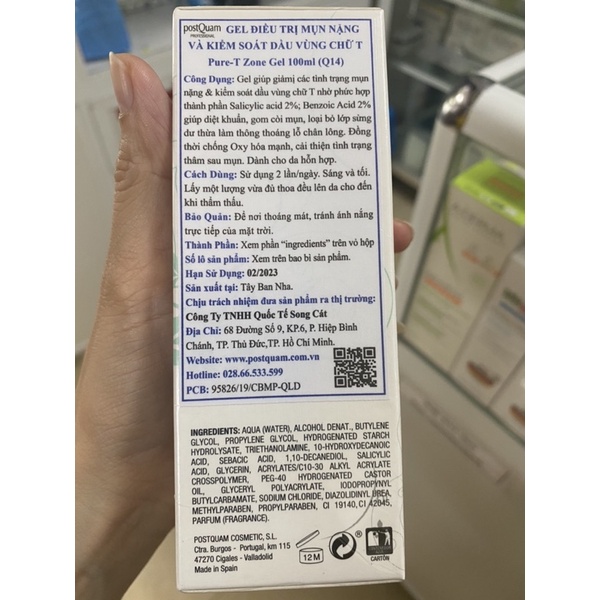 postQuam
PROFESSIONAL
GEL ĐIỀU TRỊ MỤN NẶNG
VÀ KIỂM SOÁT DẦU VÙNG CHỮ T
Pure-T Zone Gel 100ml (Q14)
Công Dụng: Gel giúp giảmj các tình trạng mụn
nặng & kiểm soát dầu vùng chữ T nhờ phức hợp
thành phần Salicylic acid 2%; Benzoic Acid 2%
giúp diệt khuẩn, gom còi mụn, loại bỏ lớp sừng
dư thừa làm thông thoáng lỗ chân lông. Đồng
thời chống Oxy hóa mạnh, cải thiện tình trạng
thâm sau mụn. Dành cho da hỗn hợp.
Cách Dùng: Sử dụng 2 lần/ngày. Sáng và tối.
Lấy một lượng vừa đủ thoa đều lên da cho đến
khi thẩm thấu.
Bảo Quản: Để nơi thoáng mát, tránh ánh nắng
trực tiếp của mặt trời.
Thành Phần: Xem phần "ingredients" trên vỏ hộp
Số lô sản phẩm: Xem trên bao bì sản phẩm.
Hạn Sử Dụng: 02/2023
Sản xuất tại: Tây Ban Nha.
Chịu trách nhiệm đưa sản phẩm ra thị trường:
Công Ty TNHH Quốc Tế Song Cát
Địa Chỉ: 68 Đường Số 9, KP.6, P. Hiệp Bình
Chánh, TP. Thủ Đức,TP. Hồ Chí Minh.
Website: www.postquam.com.vn
Hotline: 028.66.533.599
PCB: 95826/19/CBMP-QLD
INGREDIENTS: AQUA (WATER), ALCOHOL DENAT., BUTYLENE
GLYCOL, PROPYLENE GLYCOL, HYDROGENATED STARCH
HYDROLYSATE, TRIETHANOLAMINE, 10-HYDROXYDECANOIC
ACID, SEBACIC ACID, 1,10-DECANEDIOL, SALICYLIC
ACID, GLYCERIN, ACRYLATES/C10-30 ALKYL ACRYLATE
CROSSPOLYMER, PEG-40 HYDROGENATED CASTOR
OIL, GLYCERYL POLYACRYLATE, IODOPROPYNYL
BUTYLCARBAMATE, SODIUM CHLORIDE, DIAZOLIDINYL UREA,
METHYLPARABEN, PROPYLPARABEN, CI 19140, CI 42045,
PARFUM (FRAGRANCE).
POSTQUAM COSMETIC, S.L.
Ctra. Burgos - Portugal, km 115
47270 Cigales - Valladolid
Made in Spain
12M
CARTÓN